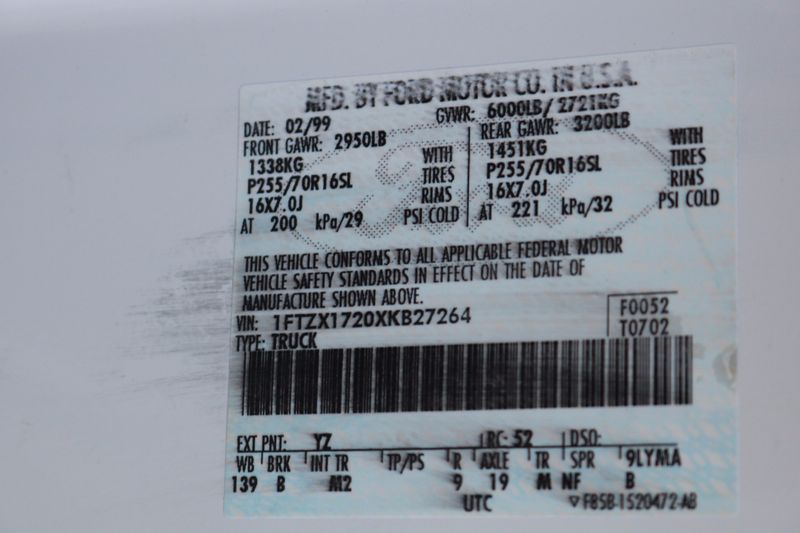 MFD. BY FORD MOTOR CO. IN U.S.A.
DATE: 02/99 GVWR: 6000LB/ 2721KG
FRONT GAWR: 2950LB REAR GAWR: 3200LB
1338KG WITH 1451KG WITH
P255/70R16SL TIRES P255/70R16SL TIRES
16X7.0J RIMS 16X7.0J RIMS
AT 200 kPa/29 PSI COLD AT 221 kPa/32 PSI COLD
THIS VEHICLE CONFORMS TO ALL APPLICABLE FEDERAL MOTOR
VEHICLE SAFETY STANDARDS IN EFFECT ON THE DATE OF
MANUFACTURE SHOWN ABOVE.
VIN: 1FTZX1720XKB27264 F0052
TYPE: TRUCK T0702
EXT PNT: YZ RC: 52 DSO:
WB BRK INT TR TP/PS R AXLE TR SPR 9LYMA
139 B M2 9 19 M NF B
UTC ▽F85B-1520472-AB